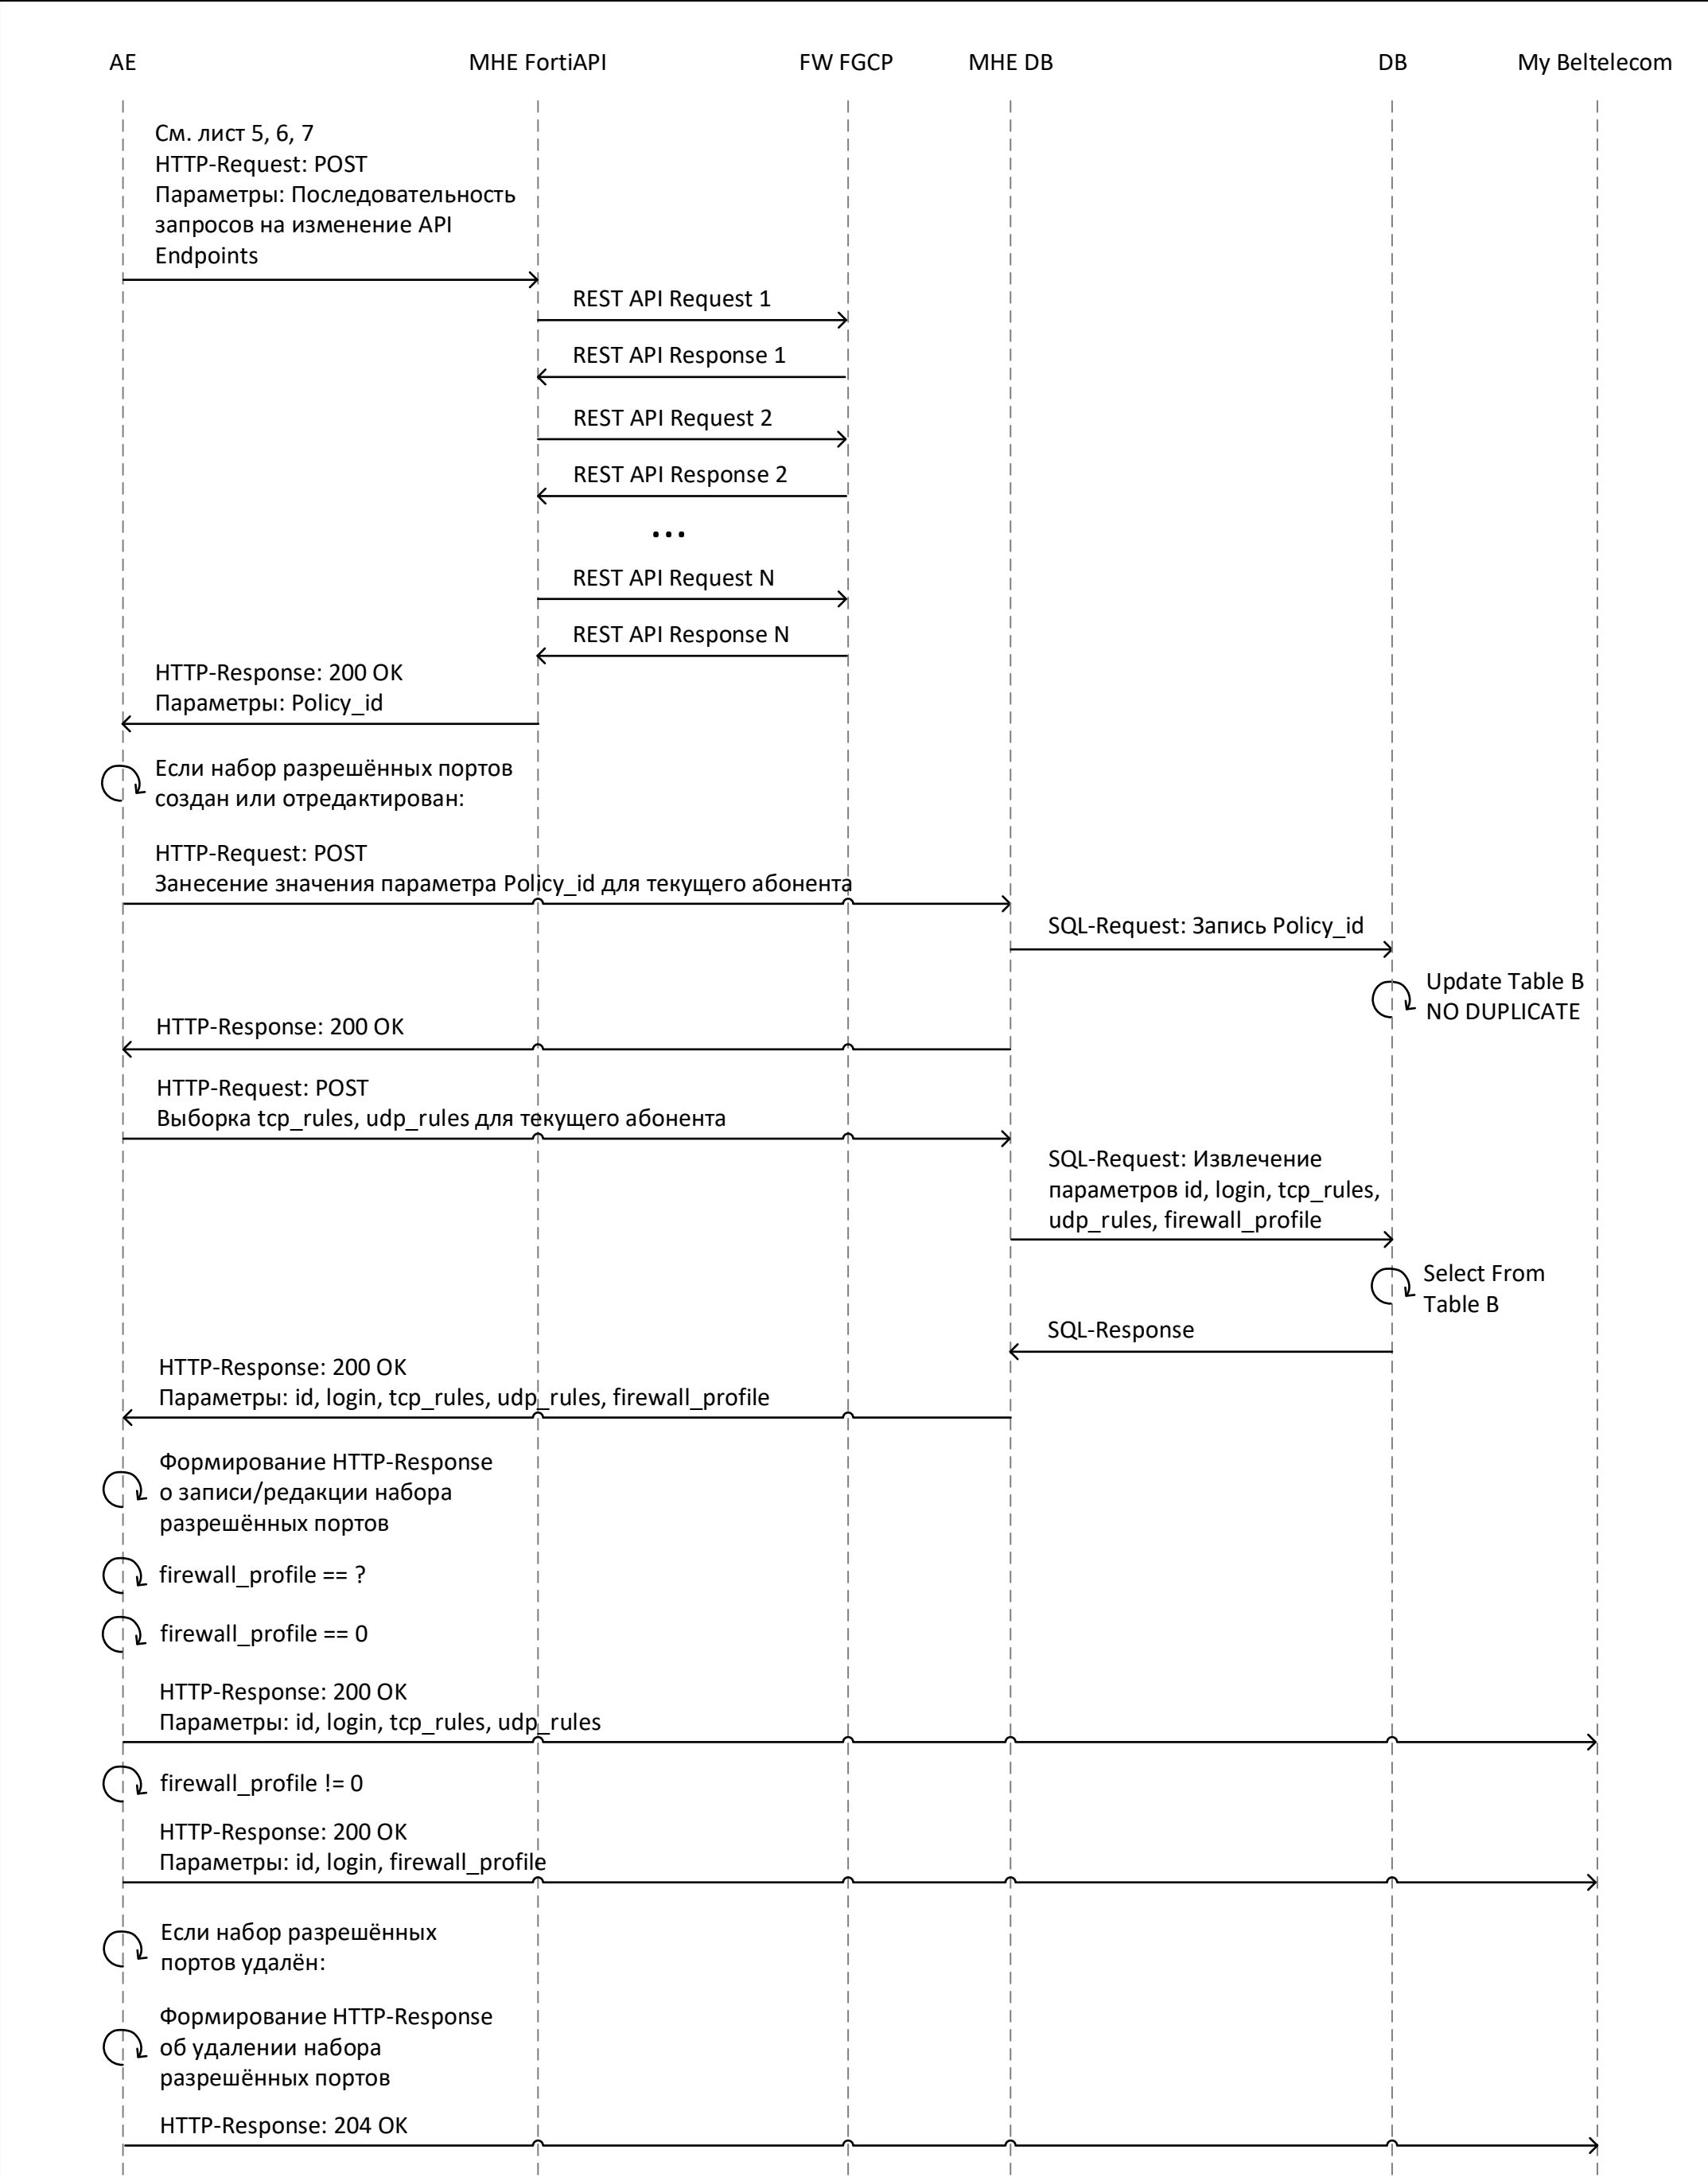 AE
MHE FortiAPI
FW FGCP
MHE DB
DB
My Beltelecom
См. лист 5, 6, 7
HTTP-Request: POST
Параметры: Последовательность
запросов на изменение API
Endpoints
REST API Request 1
REST API Response 1
REST API Request 2
REST API Response 2
...
REST API Request N
REST API Response N
HTTP-Response: 200 OK
Параметры: Policy_id
Если набор разрешённых портов
создан или отредактирован:
HTTP-Request: POST
Занесение значения параметра Policy_id для текущего абонента
SQL-Request: Запись Policy_id
Update Table B
NO DUPLICATE
HTTP-Response: 200 OK
HTTP-Request: POST
Выборка tcp_rules, udp_rules для текущего абонента
SQL-Request: Извлечение
параметров id, login, tcp_rules,
udp_rules, firewall_profile
Select From
Table B
SQL-Response
HTTP-Response: 200 OK
Параметры: id, login, tcp_rules, udp_rules, firewall_profile
Формирование HTTP-Response
о записи/редакции набора
разрешённых портов
firewall_profile == ?
firewall_profile == 0
HTTP-Response: 200 OK
Параметры: id, login, tcp_rules, udp_rules
firewall_profile != 0
HTTP-Response: 200 OK
Параметры: id, login, firewall_profile
Если набор разрешённых
портов удалён:
Формирование HTTP-Response
об удалении набора
разрешённых портов
HTTP-Response: 204 OK